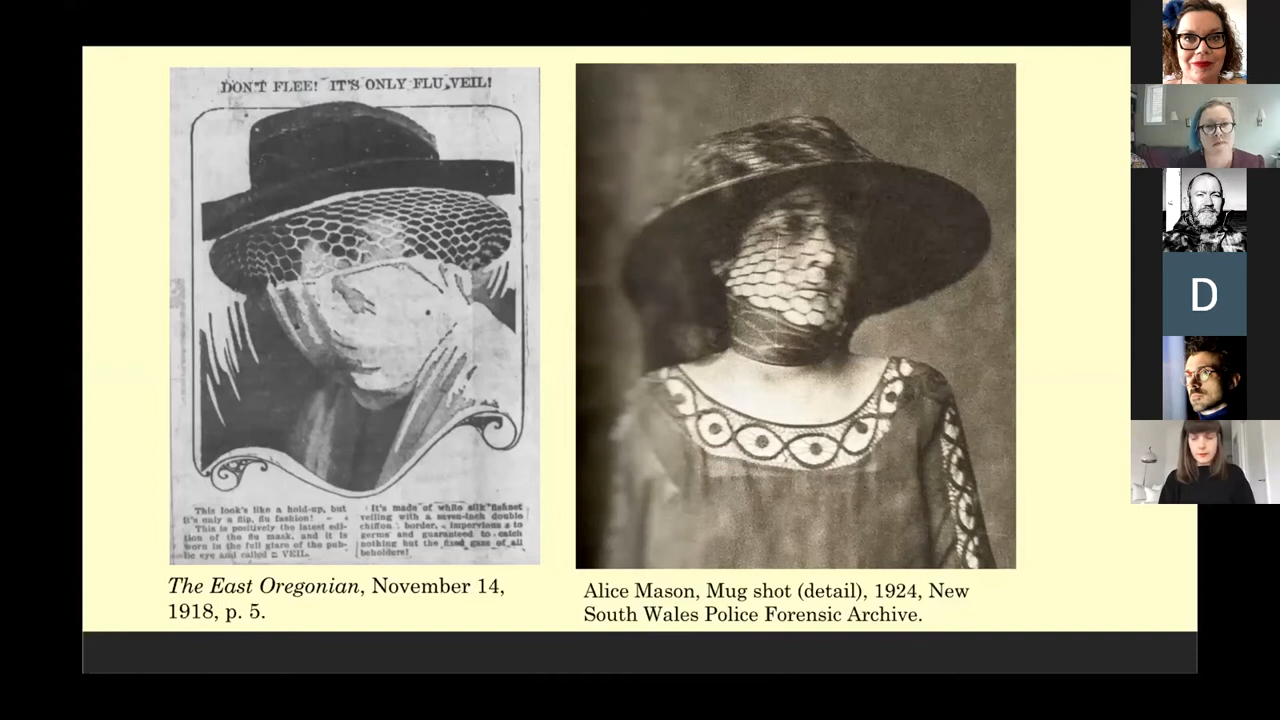 DON'T FLEE! IT'S ONLY FLU VEIL!
This look's like a hold-up, but
it's only a flip, flu fashion!
This is positively the latest edi-
tion of the flu mask, and it is
worn in the full glare of the pub-
lic eye and called a VEIL.
It's made of white silk fishnet
veiling with a seven-inch double
chiffon border, impervious to
germs and guaranteed to catch
nothing but the fixed gaze of all
beholders!
The East Oregonian, November 14,
1918, p. 5.
Alice Mason, Mug shot (detail), 1924, New
South Wales Police Forensic Archive.
D